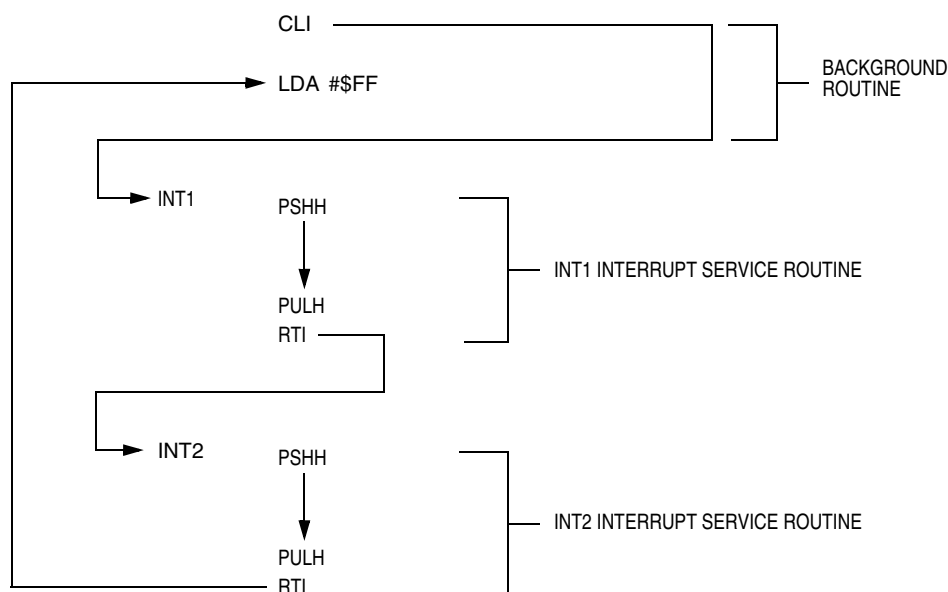 CLI
LDA #$FF
BACKGROUND
ROUTINE
INT1
PSHH
INT1 INTERRUPT SERVICE ROUTINE
PULH
RTI
INT2
PSHH
INT2 INTERRUPT SERVICE ROUTINE
PULH
RTI